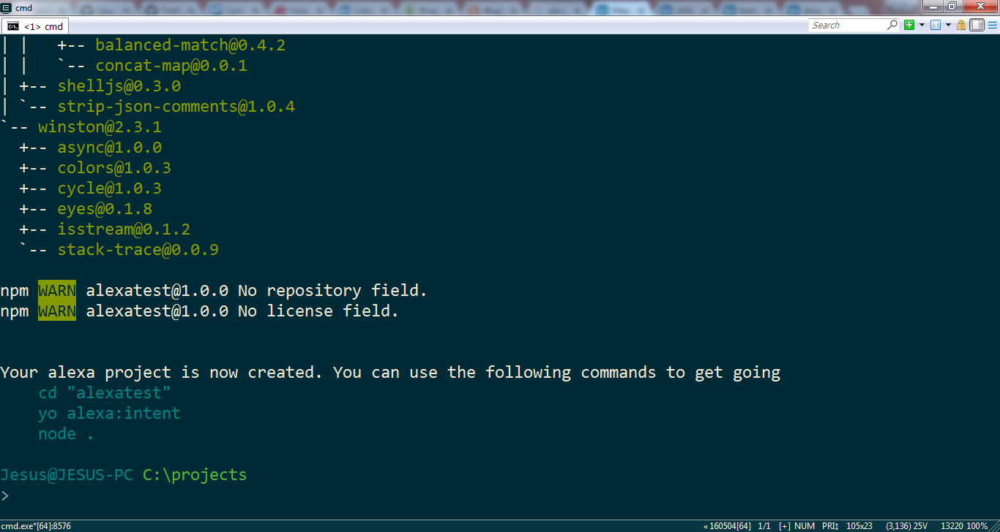 cmd
<1> cmd
Search
| |   +-- balanced-match@0.4.2
| |   `-- concat-map@0.0.1
| +-- shelljs@0.3.0
| `-- strip-json-comments@1.0.4
`-- winston@2.3.1
  +-- async@1.0.0
  +-- colors@1.0.3
  +-- cycle@1.0.3
  +-- eyes@0.1.8
  +-- isstream@0.1.2
  `-- stack-trace@0.0.9
npm WARN alexatest@1.0.0 No repository field.
npm WARN alexatest@1.0.0 No license field.
Your alexa project is now created. You can use the following commands to get going
    cd "alexatest"
    yo alexa:intent
    node .
Jesus@JESUS-PC C:\projects
>
cmd.exe*[64]:8576 « 160504[64] 1/1 [+] NUM PRI↕ 105x23 (3,136) 25V 13220 100%